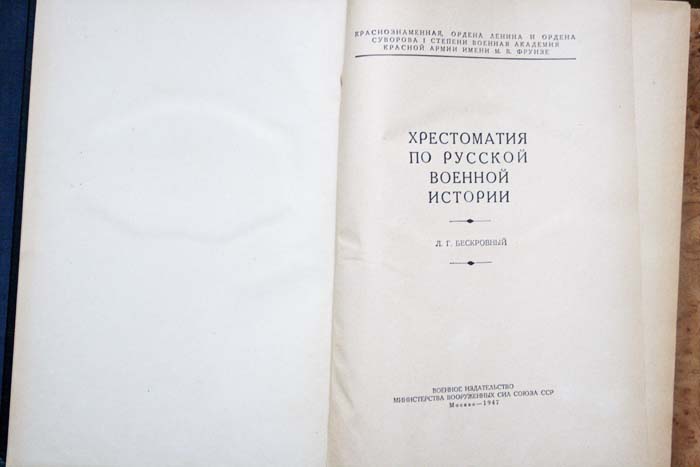 КРАСНОЗНАМЕННАЯ, ОРДЕНА ЛЕНИНА И ОРДЕНА
СУВОРОВА I СТЕПЕНИ ВОЕННАЯ АКАДЕМИЯ
КРАСНОЙ АРМИИ ИМЕНИ М. В. ФРУНЗЕ
ХРЕСТОМАТИЯ
ПО РУССКОЙ
ВОЕННОЙ
ИСТОРИИ
Л. Г. БЕСКРОВНЫЙ
ВОЕННОЕ ИЗДАТЕЛЬСТВО
МИНИСТЕРСТВА ВООРУЖЕННЫХ СИЛ СОЮЗА ССР
Москва—1947